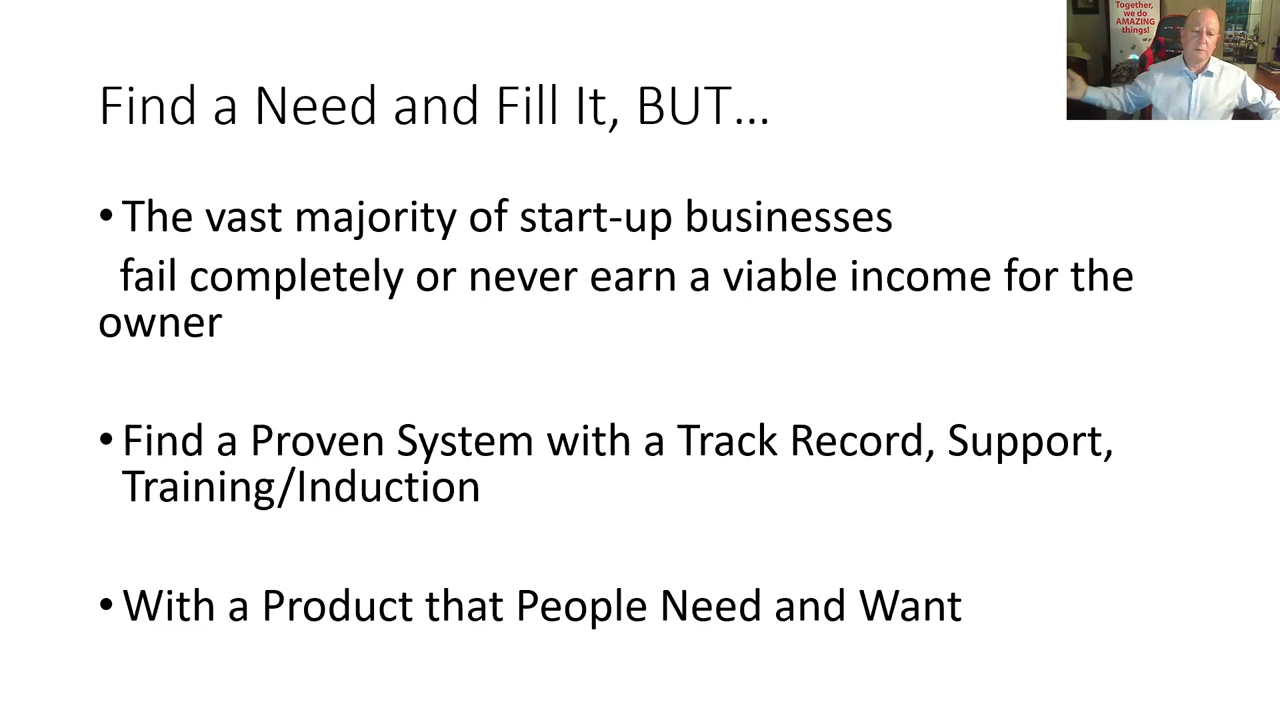 Together,
we do
AMAZING
things!
Find a Need and Fill It, BUT...
• The vast majority of start-up businesses
fail completely or never earn a viable income for the
owner
• Find a Proven System with a Track Record, Support,
Training/Induction
• With a Product that People Need and Want